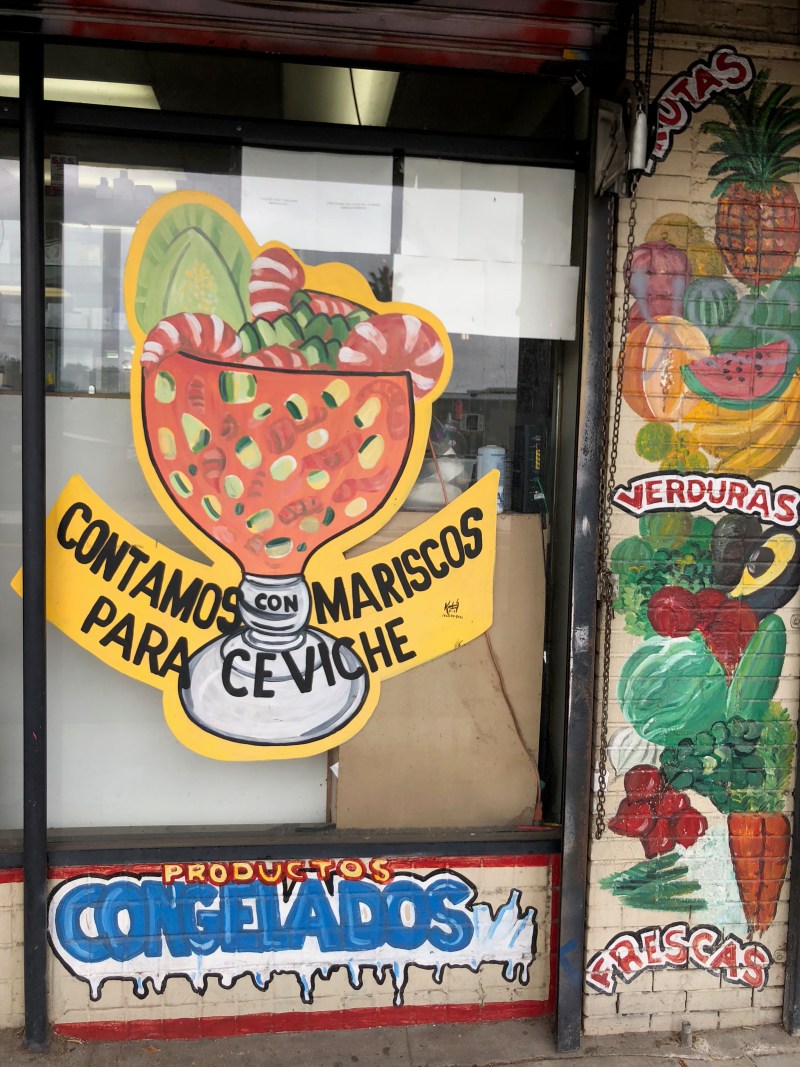 CONTAMOS CON MARISCOS
PARA CEVICHE
PRODUCTOS
CONGELADOS
FRUTAS
VERDURAS
FRESCAS